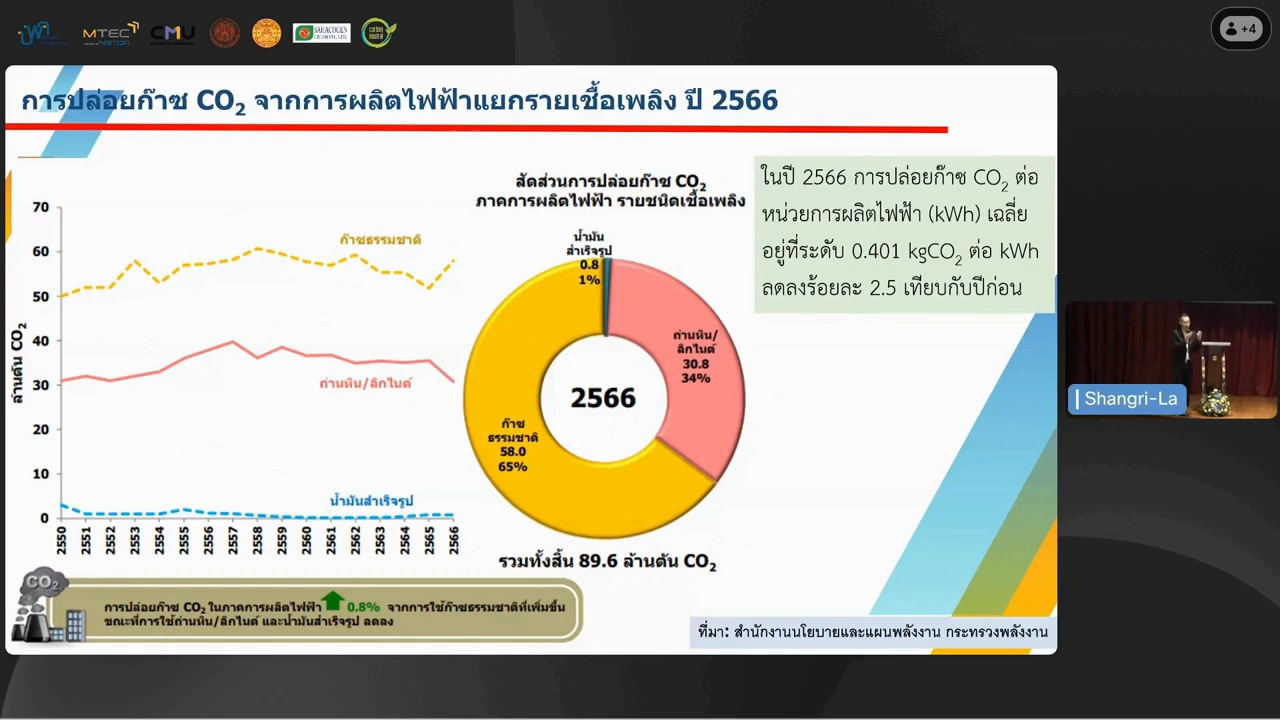 MTEC
NSTDA
CMU
SAHACOGEN
carbon
neutral
+4
การปล่อยก๊าซ CO₂ จากการผลิตไฟฟ้าแยกรายเชื้อเพลิง ปี 2566
สัดส่วนการปล่อยก๊าซ CO₂
ภาคการผลิตไฟฟ้า รายชนิดเชื้อเพลิง
ในปี 2566 การปล่อยก๊าซ CO₂ ต่อ
หน่วยการผลิตไฟฟ้า (kWh) เฉลี่ย
อยู่ที่ระดับ 0.401 kgCO₂ ต่อ kWh
ลดลงร้อยละ 2.5 เทียบกับปีก่อน
ล้านตัน CO₂
70
60
50
40
30
20
10
0
ก๊าซธรรมชาติ
ถ่านหิน/ลิกไนต์
น้ำมันสำเร็จรูป
2550 2551 2552 2553 2554 2555 2556 2557 2558 2559 2560 2561 2562 2563 2564 2565 2566
น้ำมัน
สำเร็จรูป
0.8
1%
ถ่านหิน/
ลิกไนต์
30.8
34%
2566
ก๊าซ
ธรรมชาติ
58.0
65%
รวมทั้งสิ้น 89.6 ล้านตัน CO₂
Shangri-La
CO₂
การปล่อยก๊าซ CO₂ ในภาคการผลิตไฟฟ้า 0.8% จากการใช้ก๊าซธรรมชาติที่เพิ่มขึ้น
ขณะที่การใช้ถ่านหิน/ลิกไนต์ และน้ำมันสำเร็จรูป ลดลง
ที่มา: สำนักงานนโยบายและแผนพลังงาน กระทรวงพลังงาน